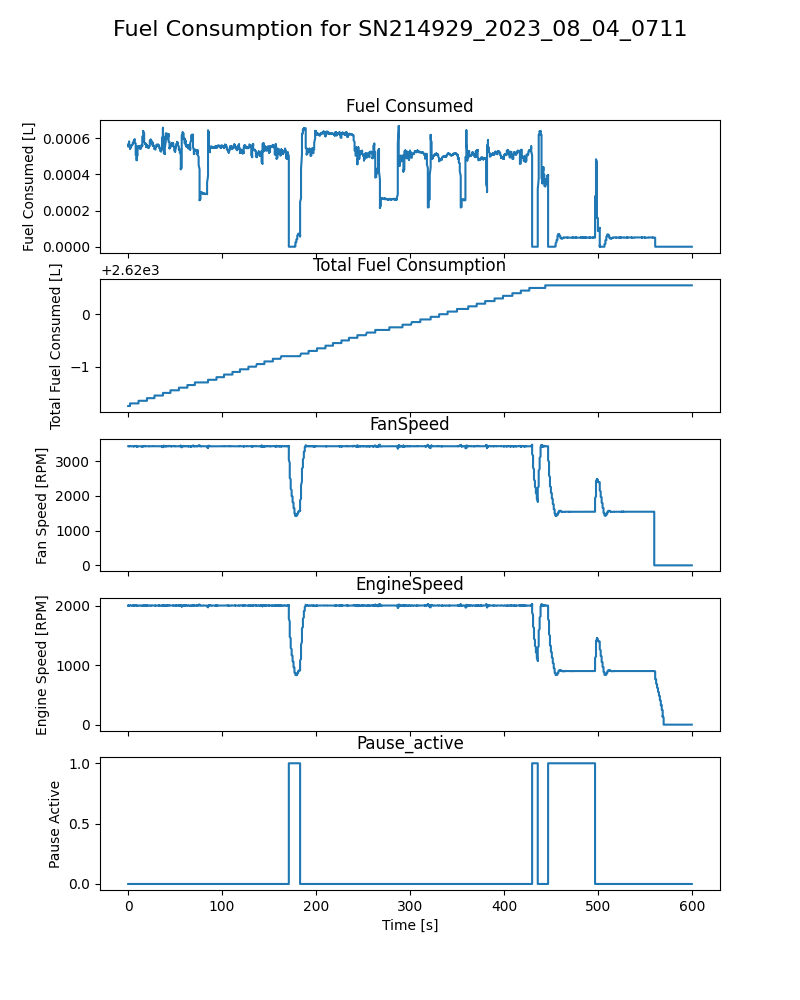 Fuel Consumption for SN214929_2023_08_04_0711
Fuel Consumed
Fuel Consumed [L]
0.0006
0.0004
0.0002
0.0000
Total Fuel Consumption
+2.62e3
Total Fuel Consumed [L]
0
−1
FanSpeed
Fan Speed [RPM]
3000
2000
1000
0
EngineSpeed
Engine Speed [RPM]
2000
1000
0
Pause_active
Pause Active
1.0
0.5
0.0
0 100 200 300 400 500 600
Time [s]